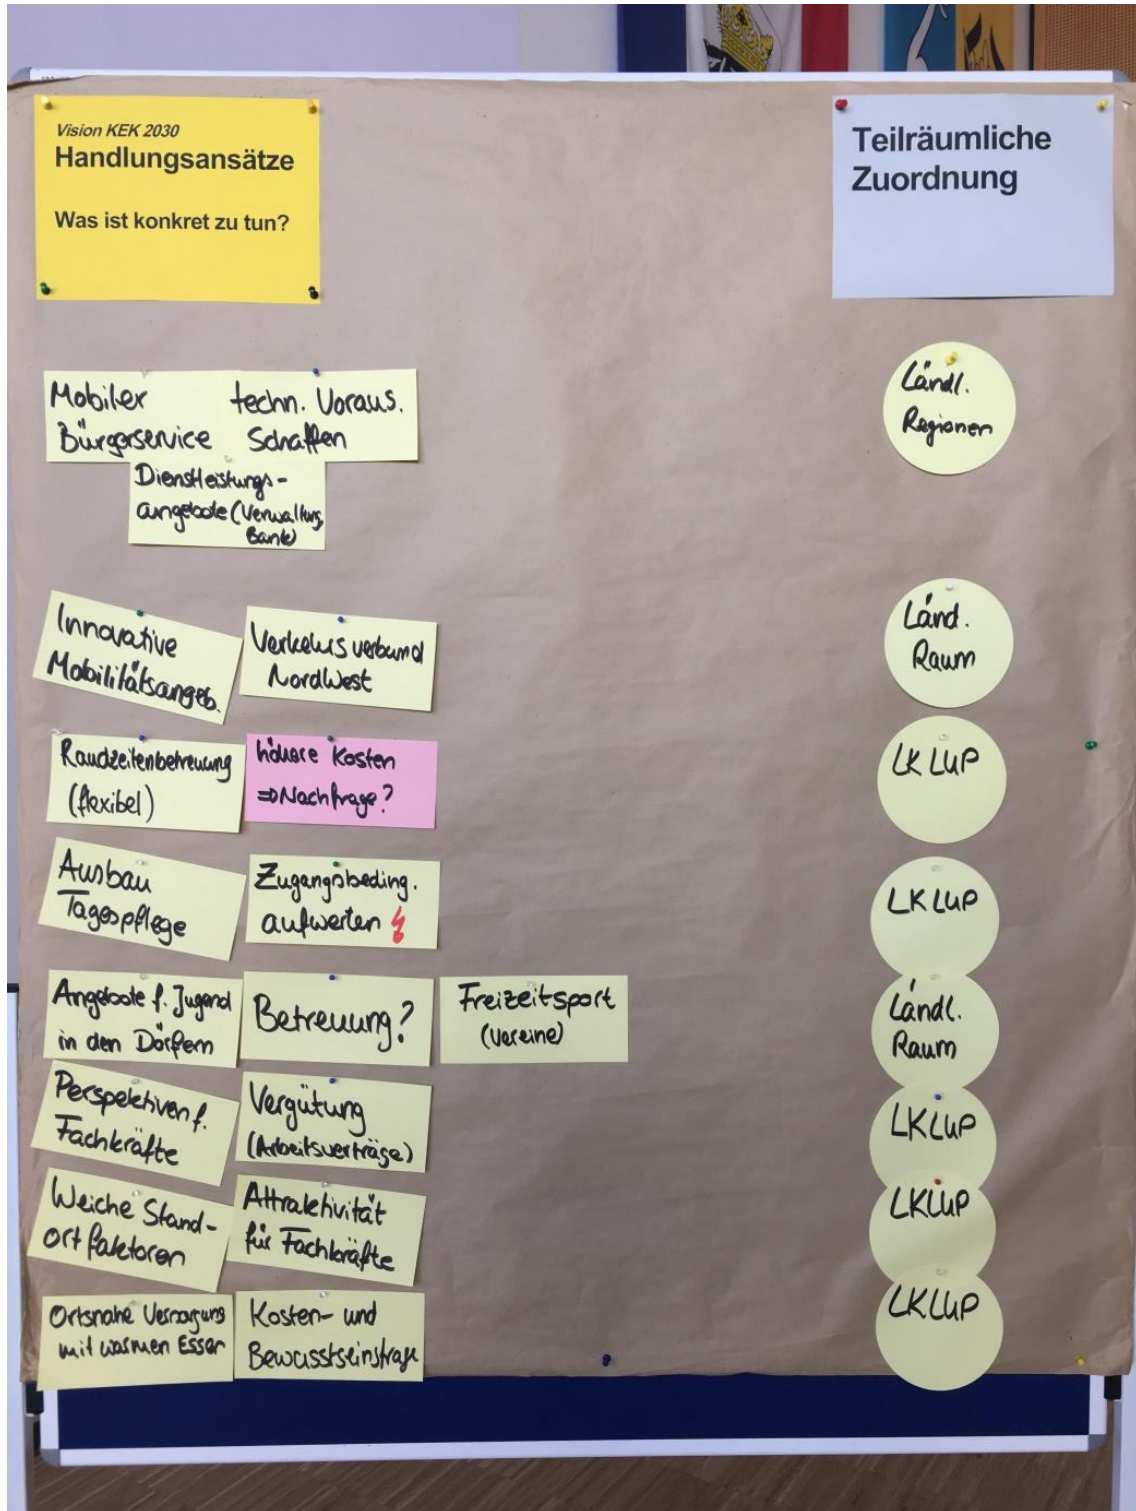 Vision KEK 2030
Handlungsansätze
Was ist konkret zu tun?
Teilräumliche
Zuordnung
Mobiler
Bürgerservice
techn. Voraus.
Schaffen
Dienstleistungs-
angebote (Verwaltung,
Bank)
Ländl.
Regionen
Innovative
Mobilitätsangeb.
Verkehrsverbund
NordWest
Länd.
Raum
Randzeitenbetreuung
(flexibel)
höhere Kosten
⇒Nachfrage?
LK LUP
Ausbau
Tagespflege
Zugangsbeding.
aufwerten
LK LUP
Angebote f. Jugend
in den Dörfern
Betreuung?
Freizeitsport
(Vereine)
Ländl.
Raum
Perspektiven f.
Fachkräfte
Vergütung
(Arbeitsverträge)
LKLUP
Weiche Stand-
ortfaktoren
Attraktivität
für Fachkräfte
LKLUP
Ortsnahe Versorgung
mit warmen Essen
Kosten- und
Bewusstseinsfrage
LKLUP